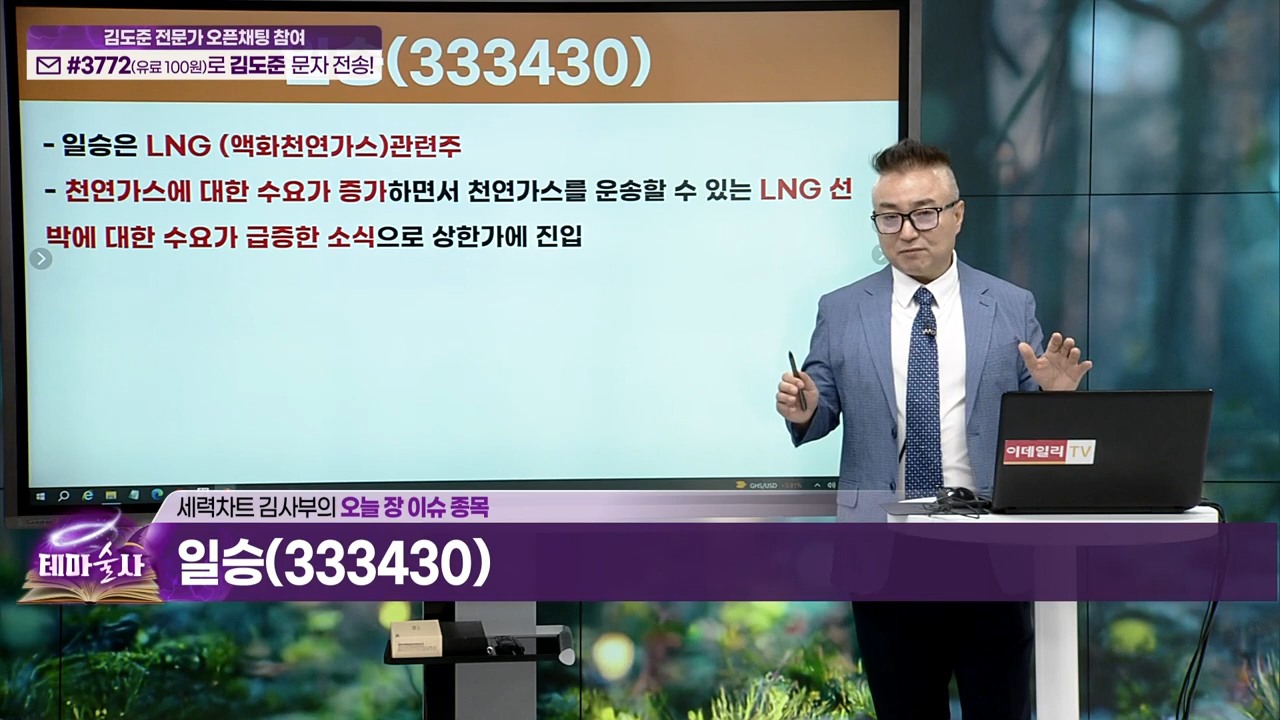 김도준 전문가 오픈채팅 참여
#3772(유료 100원)로 김도준 문자 전송!
(333430)
- 일승은 LNG (액화천연가스)관련주
- 천연가스에 대한 수요가 증가하면서 천연가스를 운송할 수 있는 LNG 선
박에 대한 수요가 급증한 소식으로 상한가에 진입
이데일리TV
GHS/USD
세력차트 김사부의 오늘 장 이슈 종목
테마술사
일승(333430)